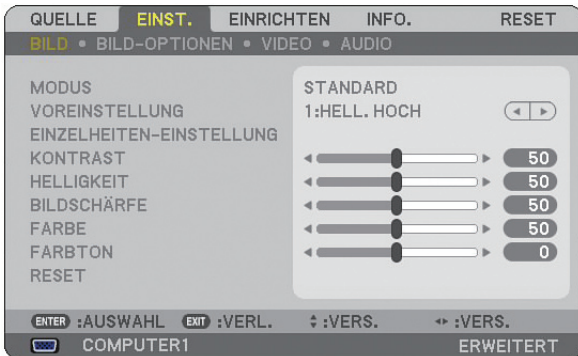 QUELLE EINST. EINRICHTEN INFO. RESET
BILD • BILD-OPTIONEN • VIDEO • AUDIO
MODUS STANDARD
VOREINSTELLUNG 1:HELL. HOCH
EINZELHEITEN-EINSTELLUNG
KONTRAST 50
HELLIGKEIT 50
BILDSCHÄRFE 50
FARBE 50
FARBTON 0
RESET
ENTER :AUSWAHL EXIT :VERL. :VERS. :VERS.
COMPUTER1 ERWEITERT